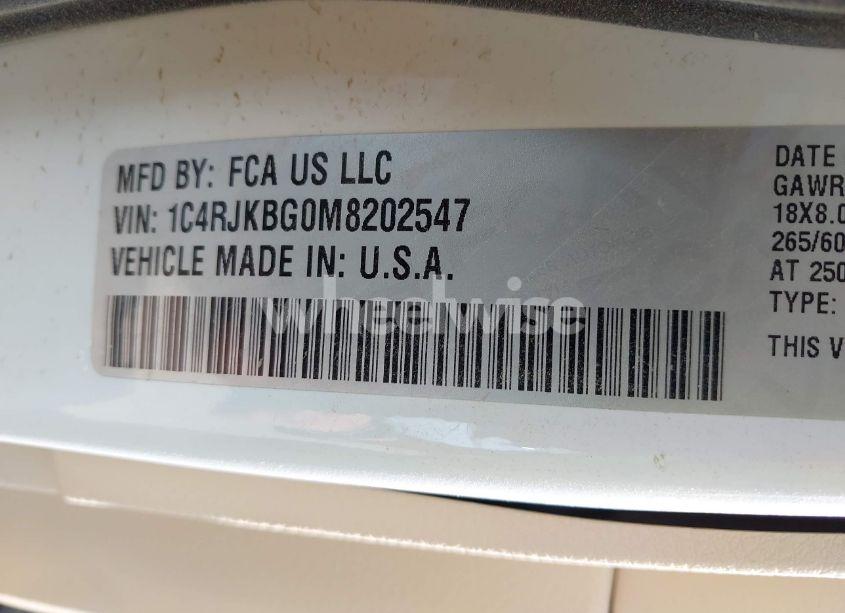 MFD BY: FCA US LLC
VIN: 1C4RJKBG0M8202547
VEHICLE MADE IN: U.S.A.
wheelwise
DATE
GAWR
18X8.0
265/60
AT 250
TYPE:
THIS V